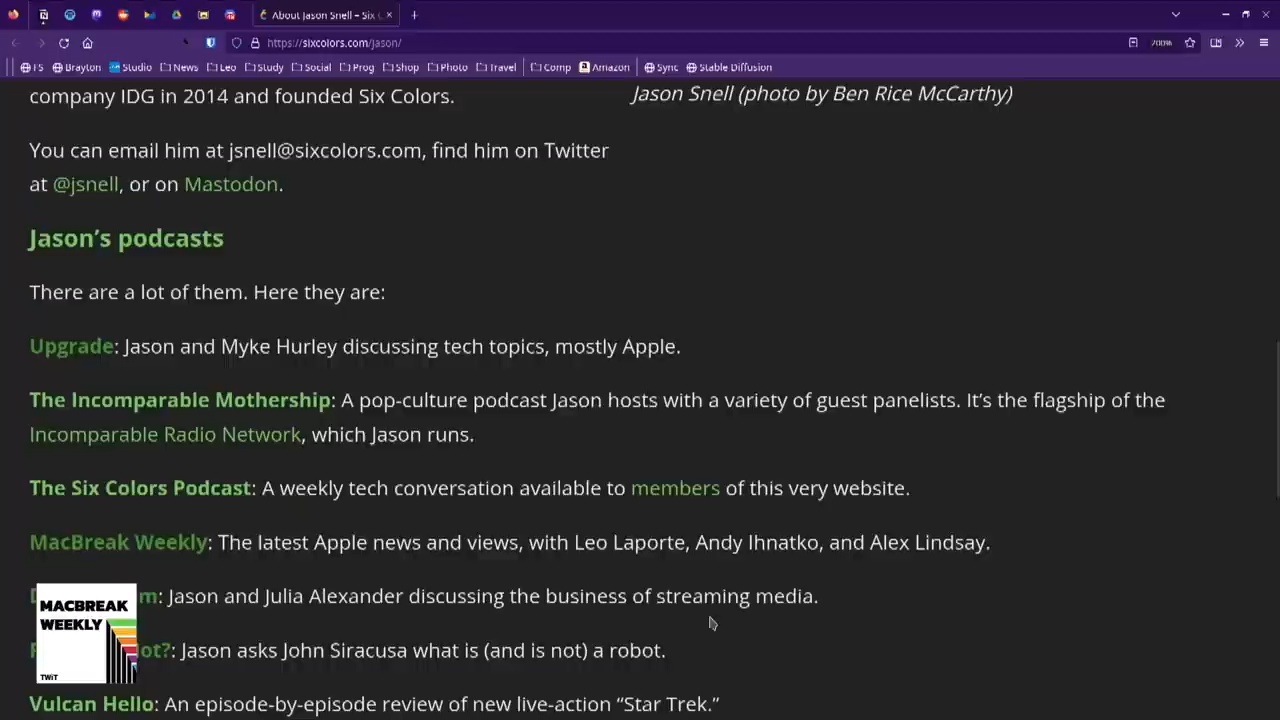 About Jason Snell – Six C
https://sixcolors.com/jason/
200%
FS Brayton Studio News Leo Study Social Prog Shop Photo Travel Comp Amazon Sync Stable Diffusion
company IDG in 2014 and founded Six Colors.
Jason Snell (photo by Ben Rice McCarthy)
You can email him at jsnell@sixcolors.com, find him on Twitter
at @jsnell, or on Mastodon.
Jason’s podcasts
There are a lot of them. Here they are:
Upgrade: Jason and Myke Hurley discussing tech topics, mostly Apple.
The Incomparable Mothership: A pop-culture podcast Jason hosts with a variety of guest panelists. It’s the flagship of the
Incomparable Radio Network, which Jason runs.
The Six Colors Podcast: A weekly tech conversation available to members of this very website.
MacBreak Weekly: The latest Apple news and views, with Leo Laporte, Andy Ihnatko, and Alex Lindsay.
m: Jason and Julia Alexander discussing the business of streaming media.
ot?: Jason asks John Siracusa what is (and is not) a robot.
Vulcan Hello: An episode-by-episode review of new live-action “Star Trek.”
MACBREAK
WEEKLY
TWiT